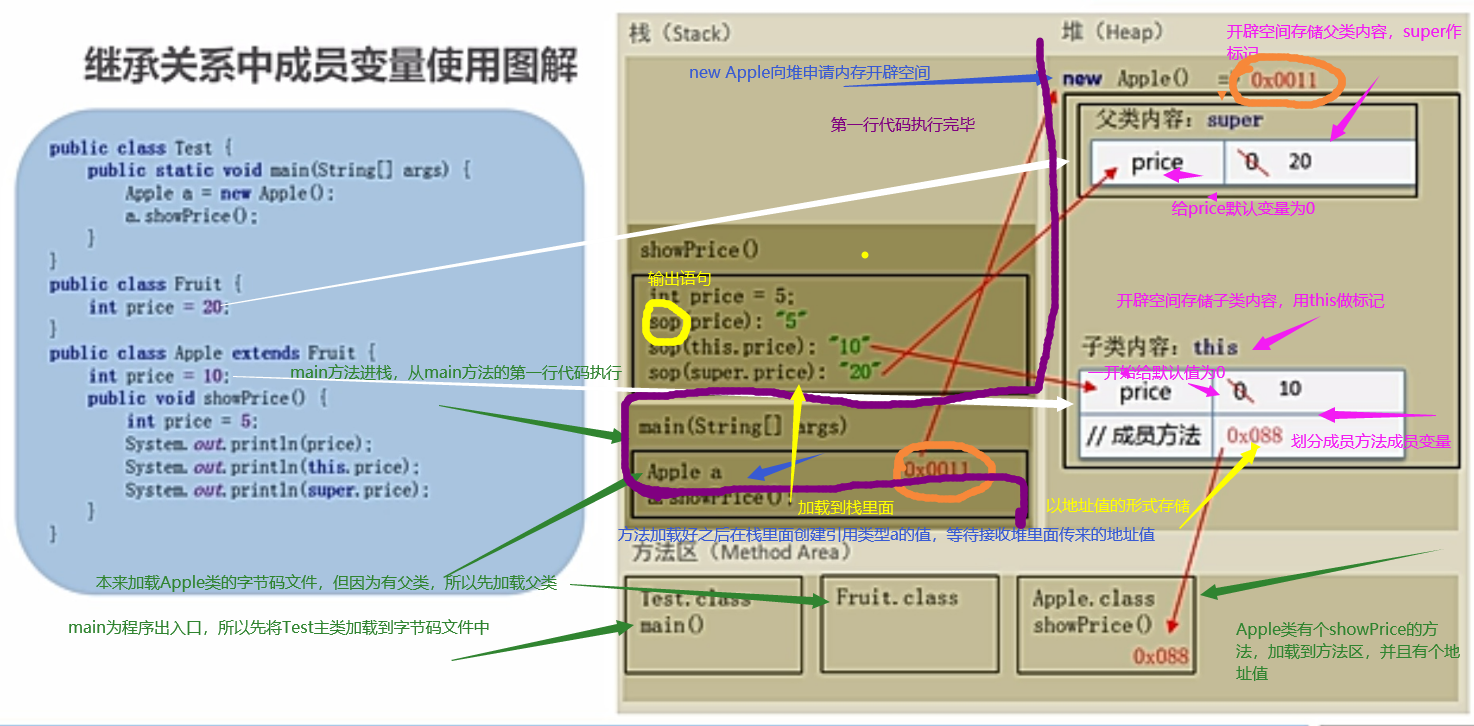 继承关系中成员变量使用图解
public class Test {
public static void main(String[] args) {
Apple a = new Apple();
a.showPrice();
}
}
public class Fruit {
int price = 20;
}
public class Apple extends Fruit {
int price = 10;
public void showPrice() {
int price = 5;
System.out.println(price);
System.out.println(this.price);
System.out.println(super.price);
}
}
main方法进栈，从main方法的第一行代码执行
本来加载Apple类的字节码文件，但因为有父类，所以先加载父类
main为程序出入口，所以先将Test主类加载到字节码文件中
栈（Stack）
new Apple向堆申请内存开辟空间
第一行代码执行完毕
showPrice()
输出语句
int price = 5;
sop(price): "5"
sop(this.price): "10"
sop(super.price): "20"
main(String[] args)
Apple a
0x0011
a.showPrice();
加载到栈里面
方法加载好之后在栈里面创建引用类型a的值，等待接收堆里面传来的地址值
堆（Heap）
开辟空间存储父类内容，super作
标记
new Apple() = 0x0011
父类内容：super
price 0 20
给price默认变量为0
开辟空间存储子类内容，用this做标记
子类内容：this
一开始给默认值为0
price 0 10
// 成员方法 0x088
划分成员方法成员变量
以地址值的形式存储
方法区（Method Area）
Test.class
main()
Fruit.class
Apple.class
showPrice()
0x088
Apple类有个showPrice的方
法，加载到方法区，并且有个地
址值